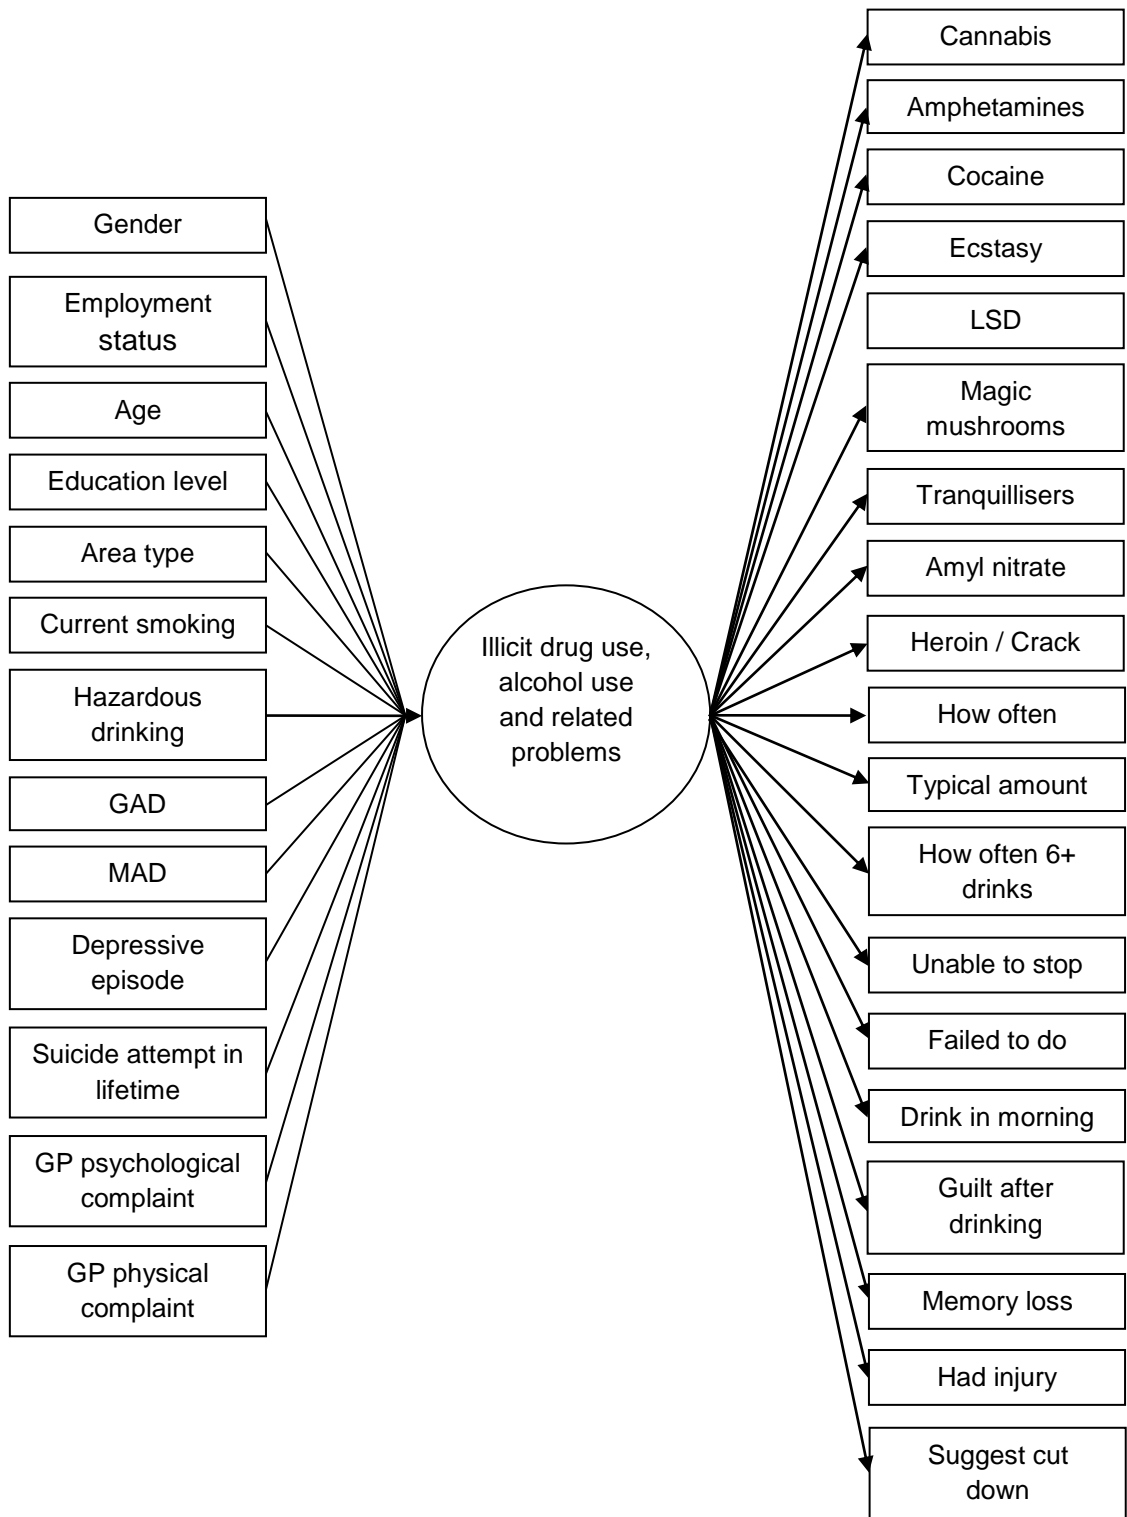 Gender
Employment
status
Age
Education level
Area type
Current smoking
Hazardous
drinking
GAD
MAD
Depressive
episode
Suicide attempt in
lifetime
GP psychological
complaint
GP physical
complaint
Illicit drug use,
alcohol use
and related
problems
Cannabis
Amphetamines
Cocaine
Ecstasy
LSD
Magic
mushrooms
Tranquillisers
Amyl nitrate
Heroin / Crack
How often
Typical amount
How often 6+
drinks
Unable to stop
Failed to do
Drink in morning
Guilt after
drinking
Memory loss
Had injury
Suggest cut
down